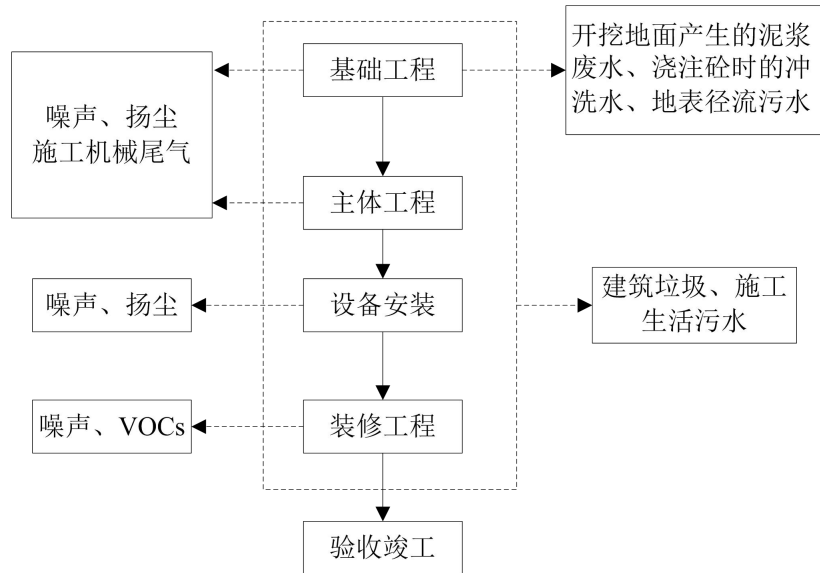 基础工程
开挖地面产生的泥浆
废水、浇注砼时的冲
洗水、地表径流污水
噪声、扬尘
施工机械尾气
主体工程
噪声、扬尘
设备安装
建筑垃圾、施工
生活污水
噪声、VOCs
装修工程
验收竣工